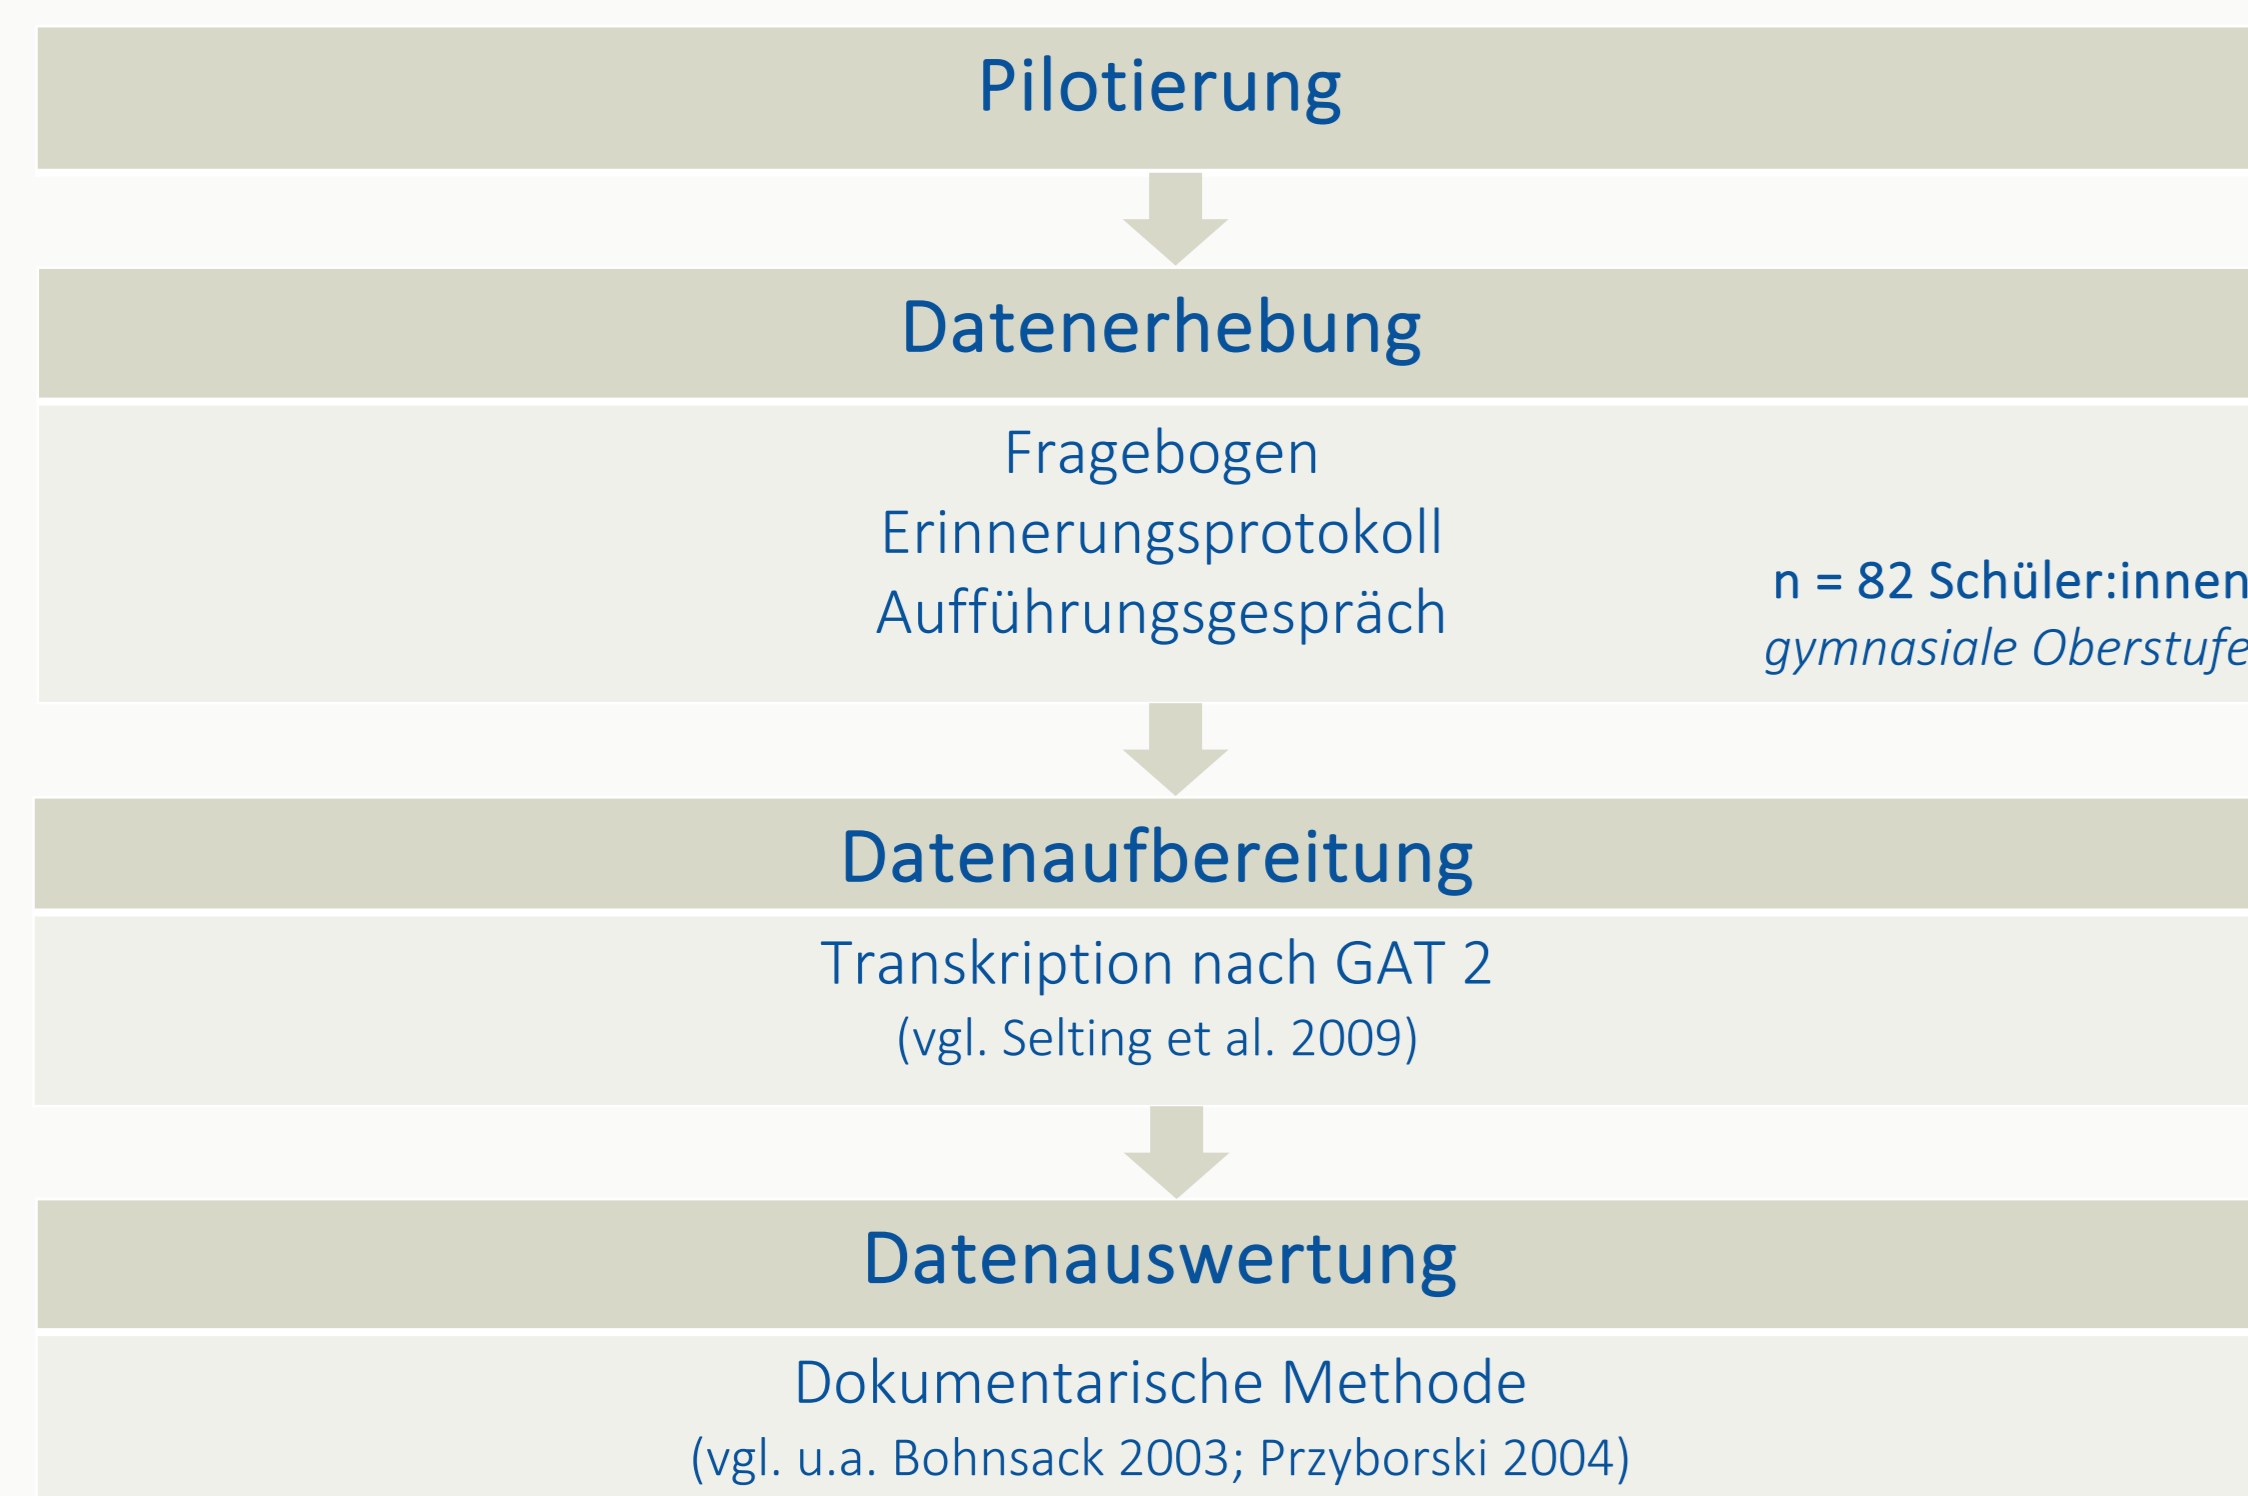 Pilotierung
Datenerhebung
Fragebogen
Erinnerungsprotokoll
Aufführungsgespräch
n = 82 Schüler:innen
gymnasiale Oberstufe
Datenaufbereitung
Transkription nach GAT 2
(vgl. Selting et al. 2009)
Datenauswertung
Dokumentarische Methode
(vgl. u.a. Bohnsack 2003; Przyborski 2004)